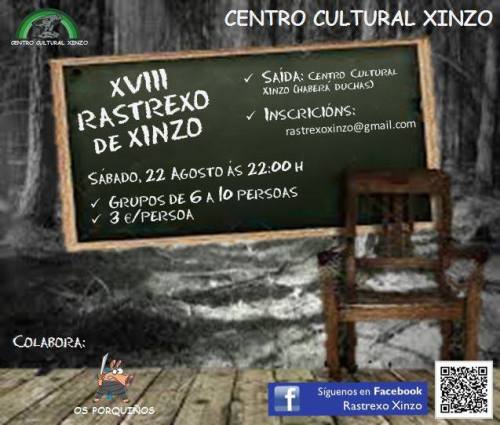 CENTRO CULTURAL XINZO
CENTRO CULTURAL XINZO
XVIII
RASTREXO
DE XINZO
✓ SAÍDA: CENTRO CULTURAL
XINZO (HABERÁ DUCHAS)
✓ INSCRICIÓNS:
rastrexoxinzo@gmail.com
SÁBADO, 22 AGOSTO ÁS 22:00 H
✓ GRUPOS DE 6 A 10 PERSOAS
✓ 3 €/PERSOA
COLABORA:
OS PORQUIÑOS
f
Síguenos en Facebook
Rastrexo Xinzo